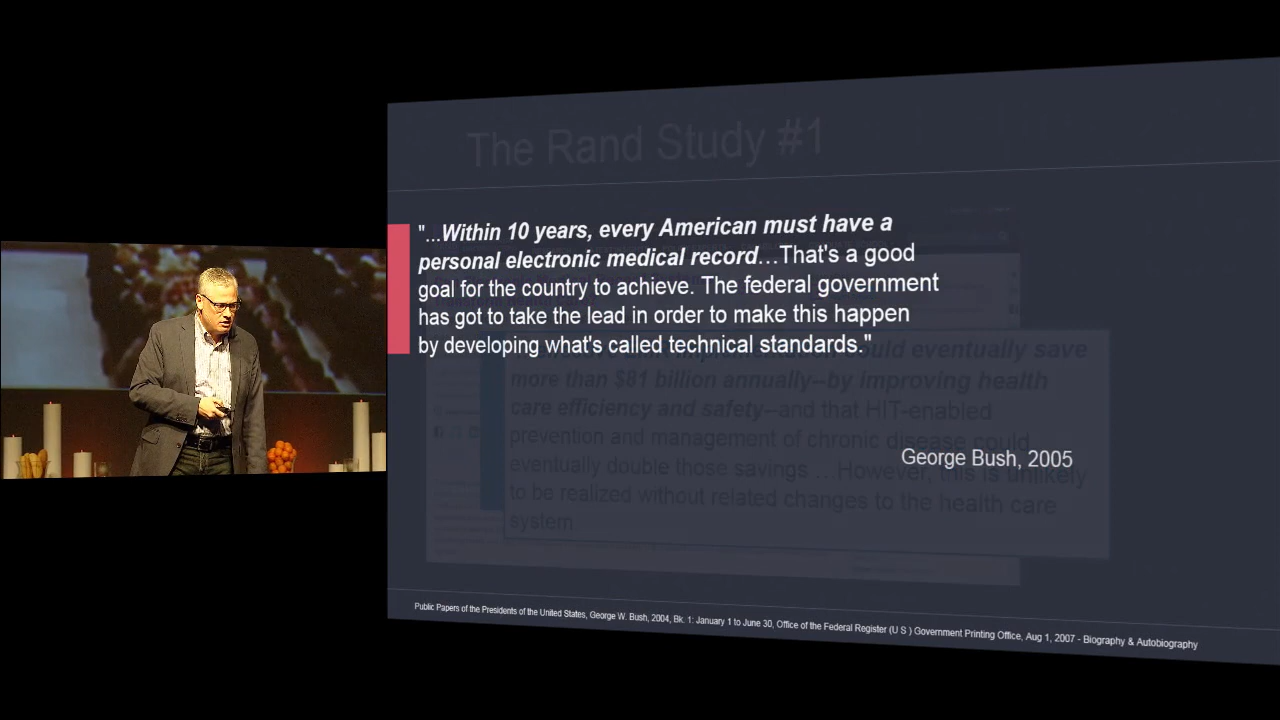 The Rand Study #1
"...Within 10 years, every American must have a
personal electronic medical record...That's a good
goal for the country to achieve. The federal government
has got to take the lead in order to make this happen
by developing what's called technical standards."
could eventually save
more than $81 billion annually--by improving health
care efficiency and safety--and that HIT-enabled
prevention and management of chronic disease could
eventually double those savings ... However, this is unlikely
to be realized without related changes to the health care
system
George Bush, 2005
Public Papers of the Presidents of the United States, George W. Bush, 2004, Bk. 1: January 1 to June 30, Office of the Federal Register (U S ) Government Printing Office, Aug 1, 2007 - Biography & Autobiography